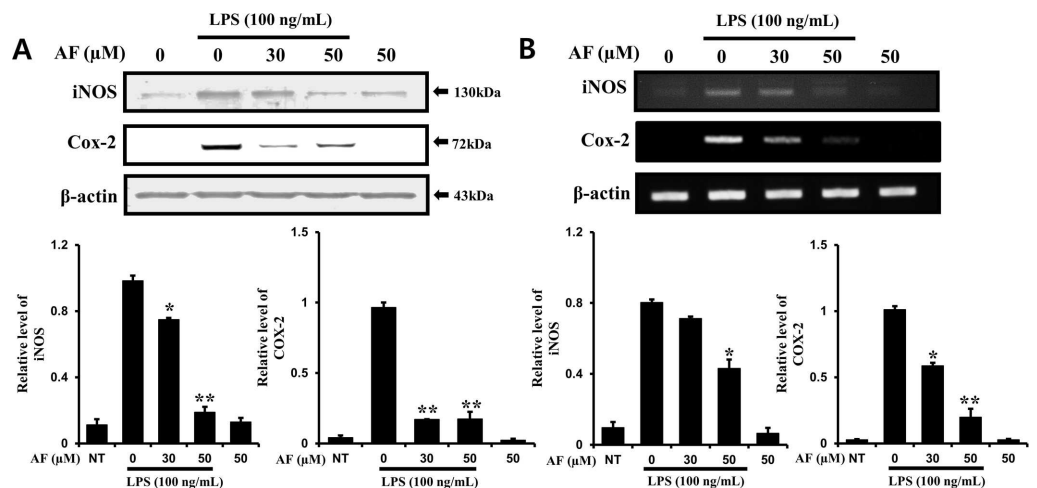 A
LPS (100 ng/mL)
AF (µM) 0 0 30 50 50
iNOS 130kDa
Cox-2 72kDa
β-actin 43kDa
Relative level of
iNOS
1.2
0.8
0.4
0
*
**
AF (µM) NT 0 30 50 50
LPS (100 ng/mL)
Relative level of
COX-2
1.5
1
0.5
0
** **
NT 0 30 50 50
LPS (100 ng/mL)
B
LPS (100 ng/mL)
AF (µM) 0 0 30 50 50
iNOS
Cox-2
β-actin
Relative level of
iNOS
1.2
0.8
0.4
0
*
AF (µM) NT 0 30 50 50
LPS (100 ng/mL)
Relative level of
COX-2
1.5
1
0.5
0
*
**
NT 0 30 50 50
LPS (100 ng/mL)